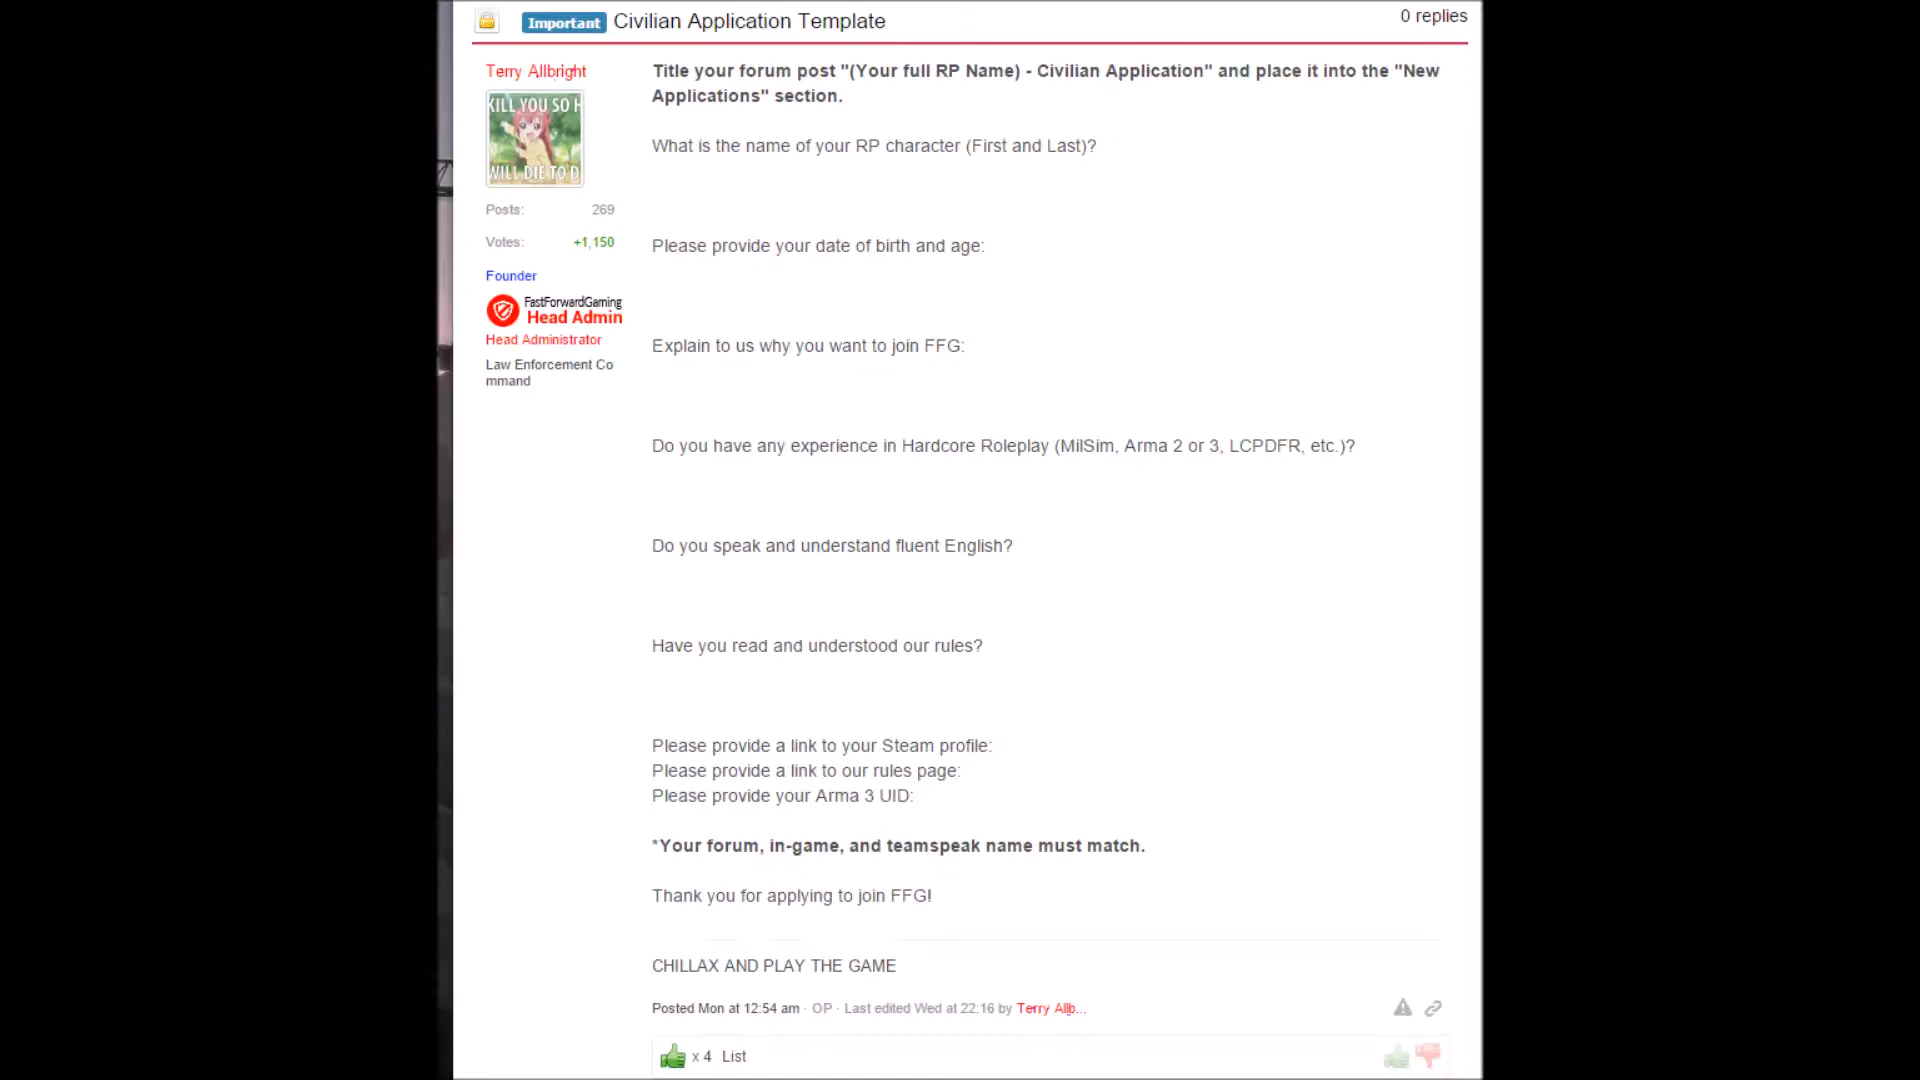 Important Civilian Application Template
0 replies
Terry Allbright
KILL YOU SO H
WILL DIE TO D
Posts: 269
Votes: +1,150
Founder
FastForwardGaming
Head Admin
Head Administrator
Law Enforcement Co
mmand
Title your forum post "(Your full RP Name) - Civilian Application" and place it into the "New
Applications" section.
What is the name of your RP character (First and Last)?
Please provide your date of birth and age:
Explain to us why you want to join FFG:
Do you have any experience in Hardcore Roleplay (MilSim, Arma 2 or 3, LCPDFR, etc.)?
Do you speak and understand fluent English?
Have you read and understood our rules?
Please provide a link to your Steam profile:
Please provide a link to our rules page:
Please provide your Arma 3 UID:
*Your forum, in-game, and teamspeak name must match.
Thank you for applying to join FFG!
CHILLAX AND PLAY THE GAME
Posted Mon at 12:54 am · OP · Last edited Wed at 22:16 by Terry Allb...
x 4 List